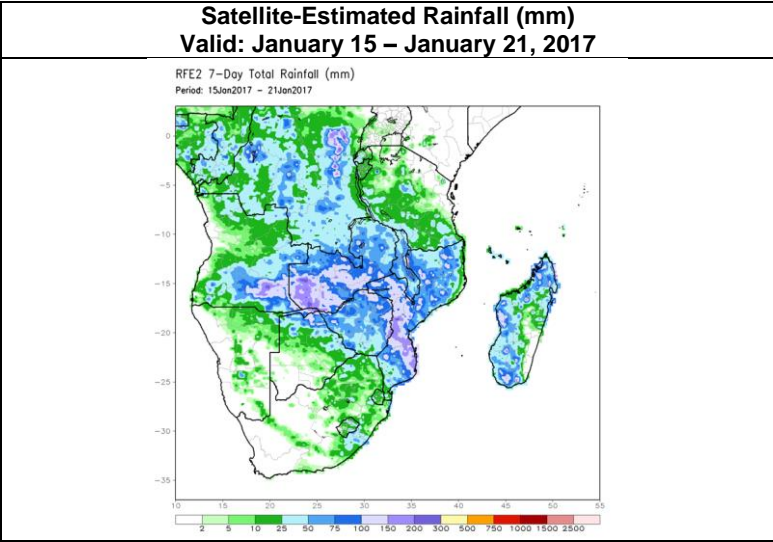 Satellite-Estimated Rainfall (mm)
Valid: January 15 – January 21, 2017
RFE2 7-Day Total Rainfall (mm)
Period: 15Jan2017 - 21Jan2017
0
-5
-10
-15
-20
-25
-30
-35
10 15 20 25 30 35 40 45 50 55
2 5 10 25 50 75 100 150 200 300 500 750 1000 1500 2500